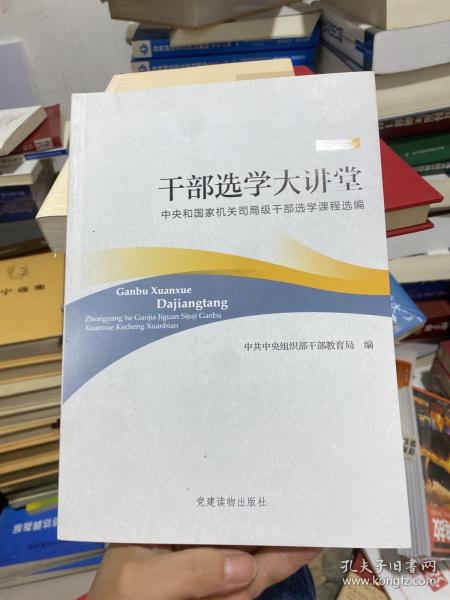 干部选学大讲堂
中央和国家机关司局级干部选学课程选编
Ganbu Xuanxue
Dajiangtang
Zhongyang he Guojia Jiguan Sijuji Ganbu
Xuanxue Kecheng Xuanbian
中共中央组织部干部教育局 编
党建读物出版社
孔夫子旧书网
www.kongfz.com